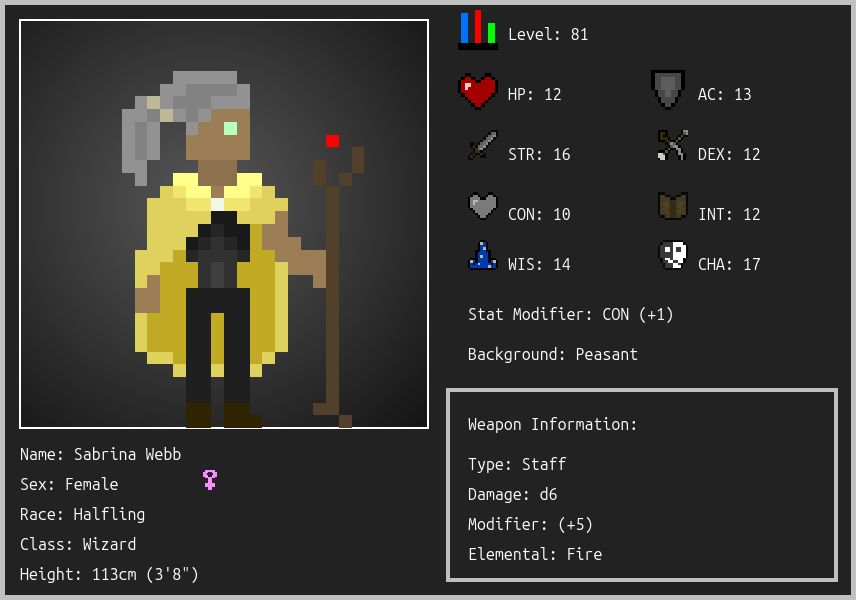 Level: 81
HP: 12
AC: 13
STR: 16
DEX: 12
CON: 10
INT: 12
WIS: 14
CHA: 17
Stat Modifier: CON (+1)
Background: Peasant
Weapon Information:
Type: Staff
Damage: d6
Modifier: (+5)
Elemental: Fire
Name: Sabrina Webb
Sex: Female
Race: Halfling
Class: Wizard
Height: 113cm (3'8")